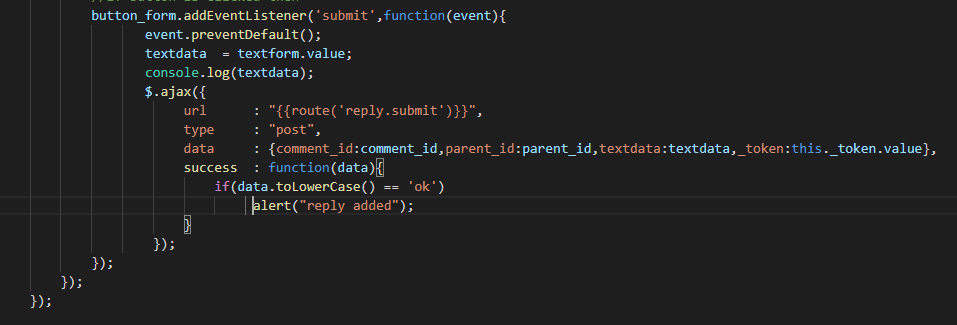 button_form.addEventListener('submit',function(event){
event.preventDefault();
textdata  = textform.value;
console.log(textdata);
$.ajax({
url      : "{{route('reply.submit')}}",
type     : "post",
data     : {comment_id:comment_id,parent_id:parent_id,textdata:textdata,_token:this._token.value},
success  : function(data){
if(data.toLowerCase() == 'ok')
alert("reply added");
}
});
});
});
});